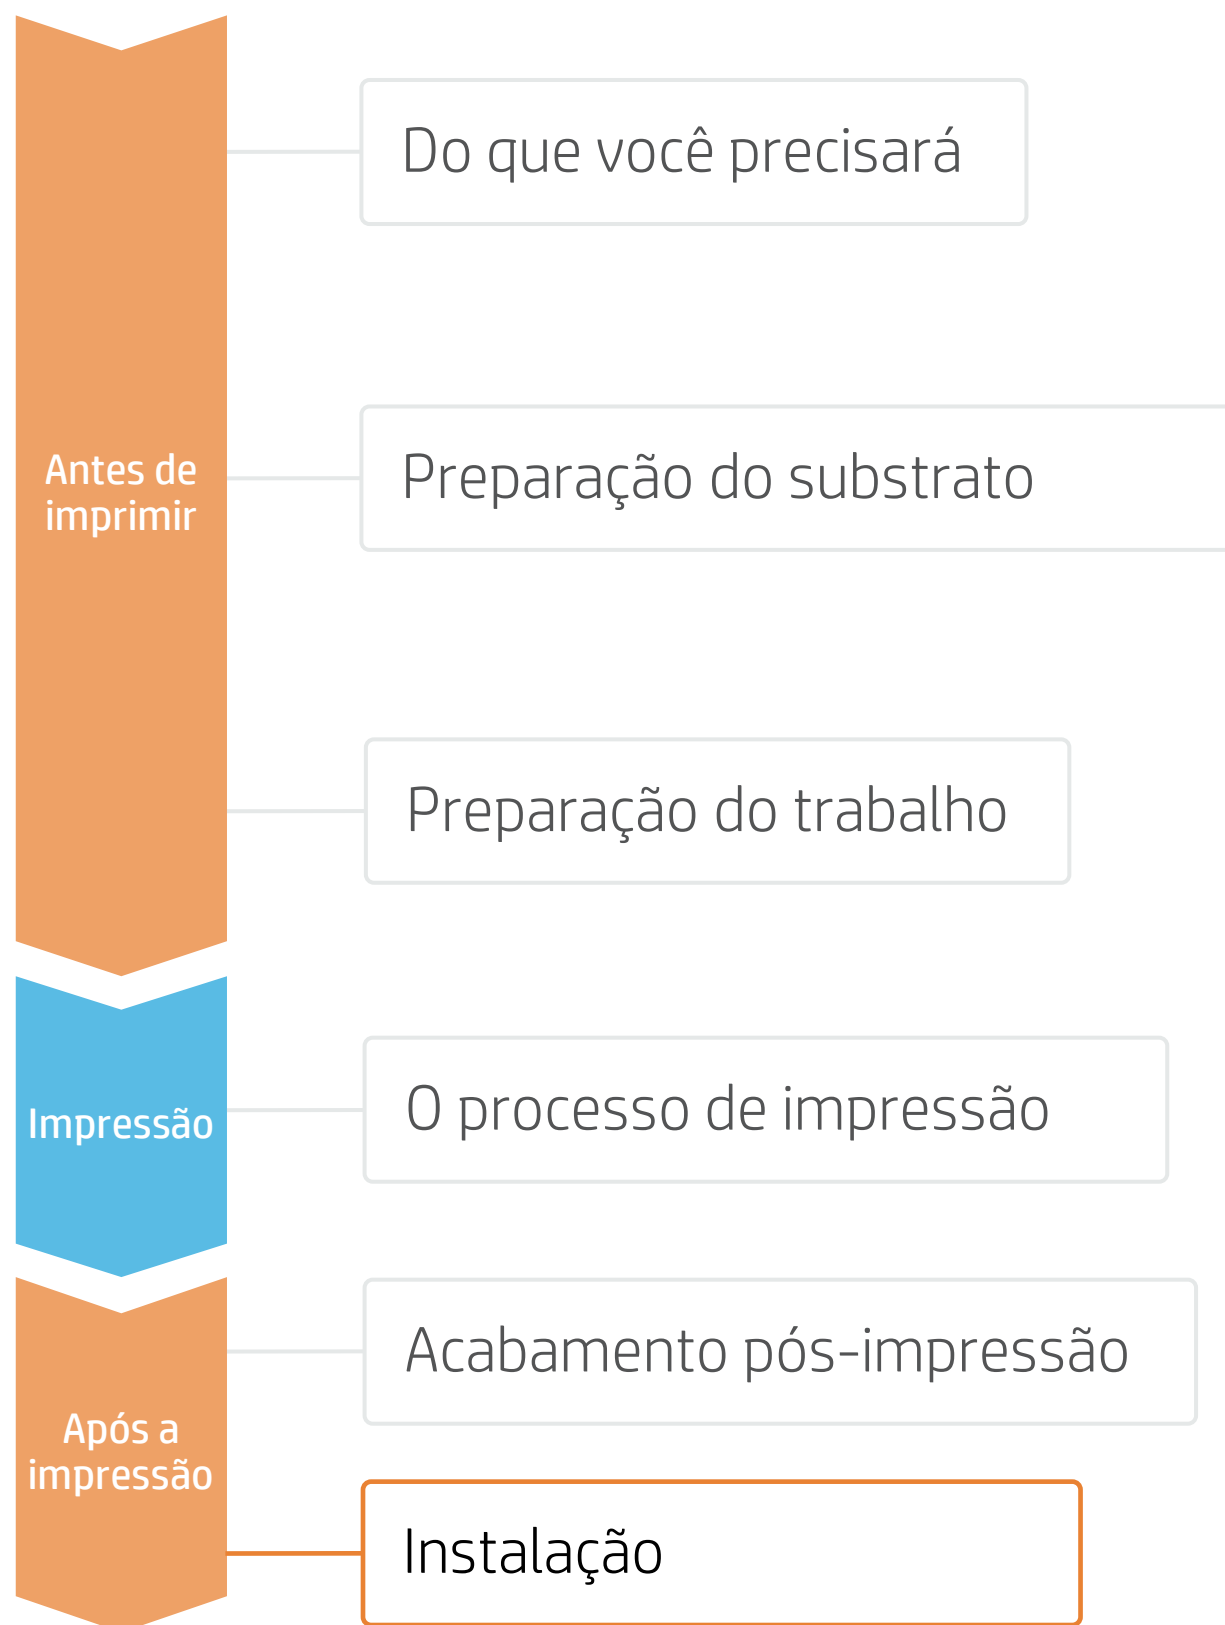 Do que você precisará
Antes de
imprimir
Preparação do substrato
Preparação do trabalho
Impressão
O processo de impressão
Após a
impressão
Acabamento pós-impressão
Instalação